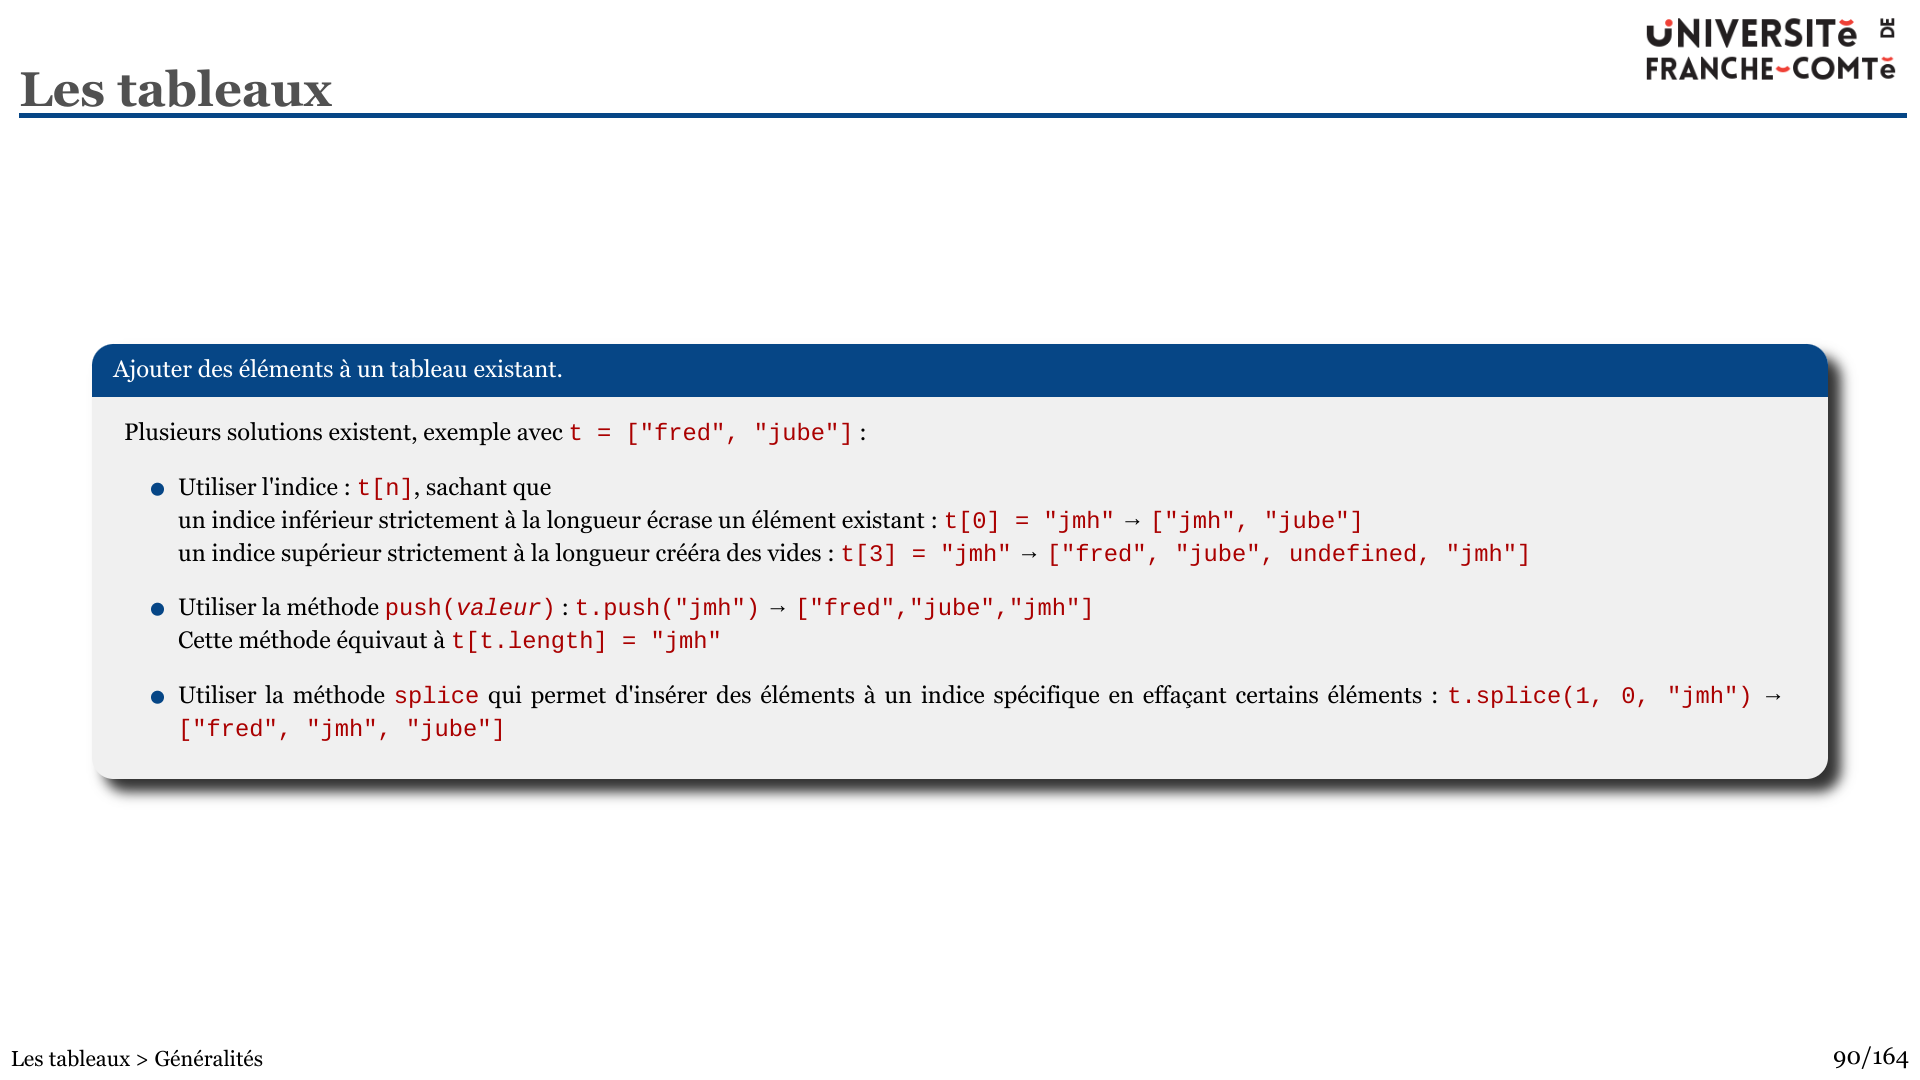 UNIVERSITĕ DE
FRANCHE-COMTĕ
Les tableaux
Ajouter des éléments à un tableau existant.
Plusieurs solutions existent, exemple avec t = ["fred", "jube"] :
● Utiliser l'indice : t[n], sachant que
un indice inférieur strictement à la longueur écrase un élément existant : t[0] = "jmh" → ["jmh", "jube"]
un indice supérieur strictement à la longueur crééra des vides : t[3] = "jmh" → ["fred", "jube", undefined, "jmh"]
● Utiliser la méthode push(valeur) : t.push("jmh") → ["fred","jube","jmh"]
Cette méthode équivaut à t[t.length] = "jmh"
● Utiliser la méthode splice qui permet d'insérer des éléments à un indice spécifique en effaçant certains éléments : t.splice(1, 0, "jmh") →
["fred", "jmh", "jube"]
Les tableaux > Généralités
90/164